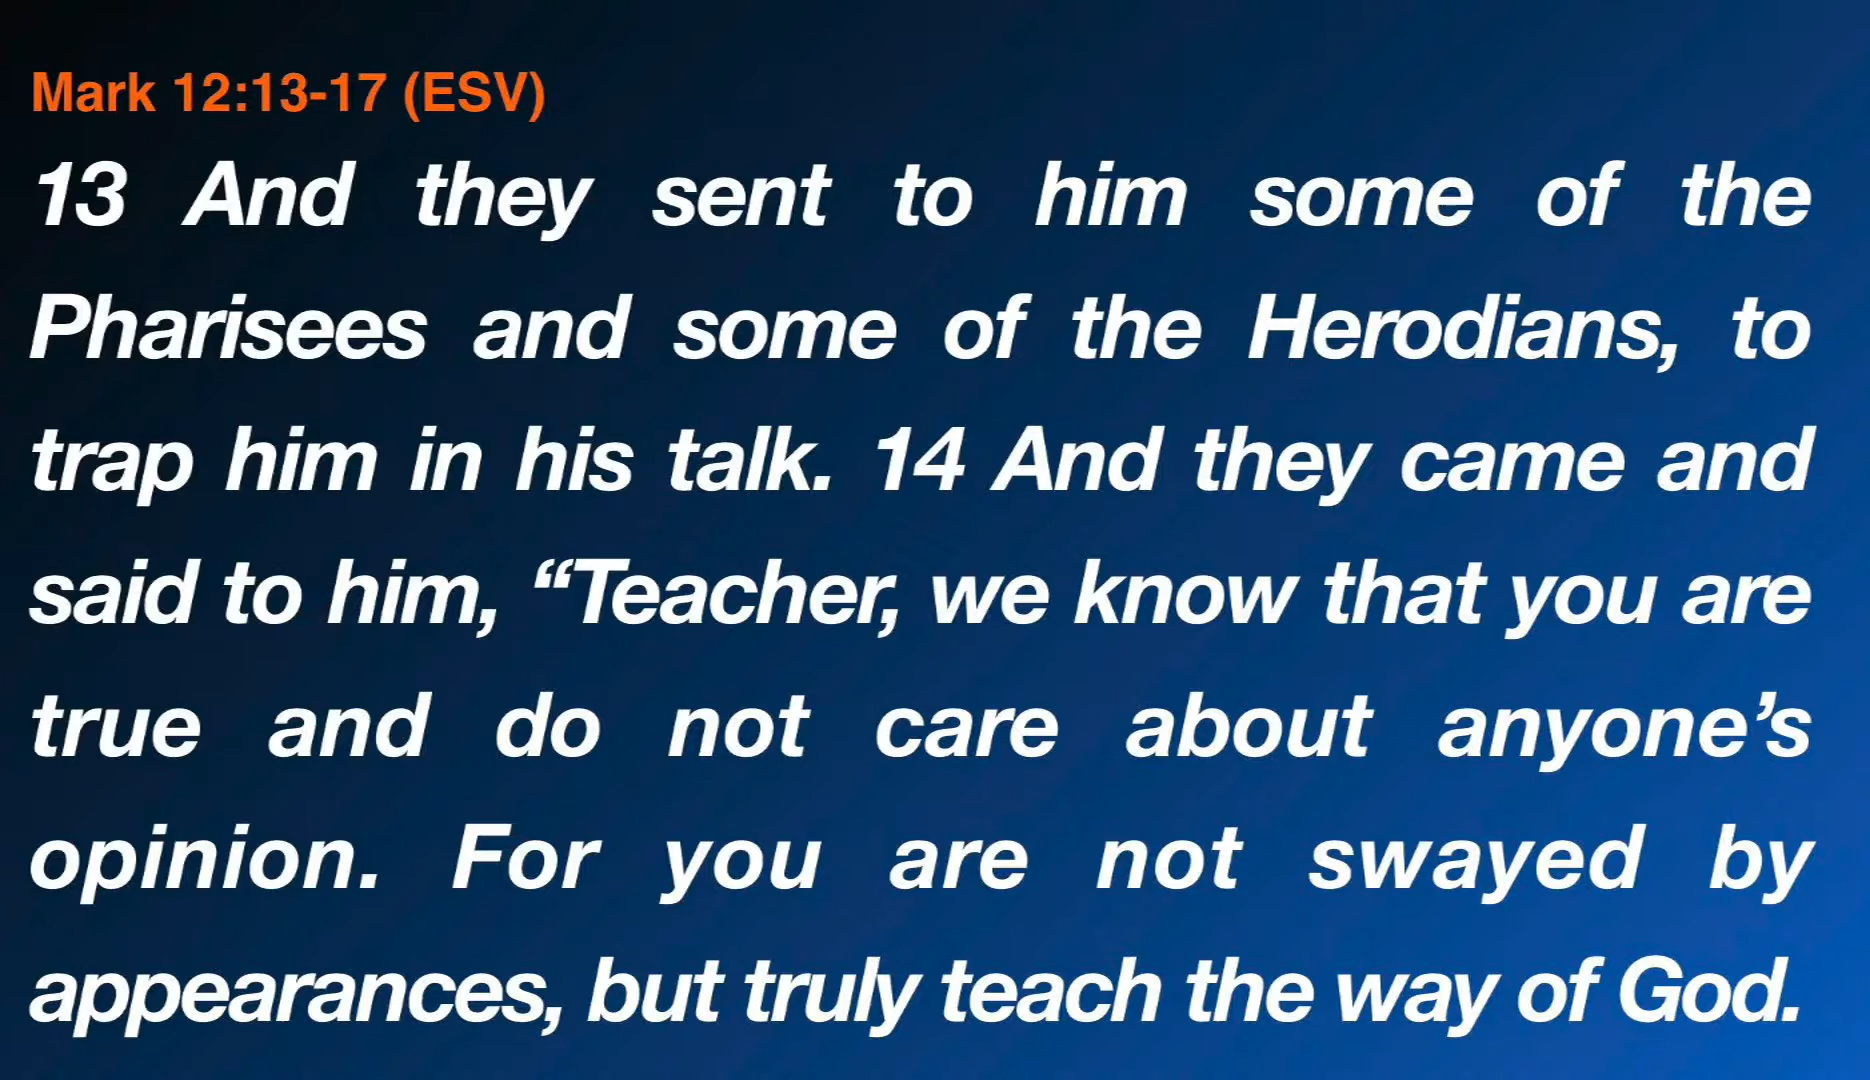 Mark 12:13-17 (ESV)
13 And they sent to him some of the
Pharisees and some of the Herodians, to
trap him in his talk. 14 And they came and
said to him, “Teacher, we know that you are
true and do not care about anyone’s
opinion. For you are not swayed by
appearances, but truly teach the way of God.